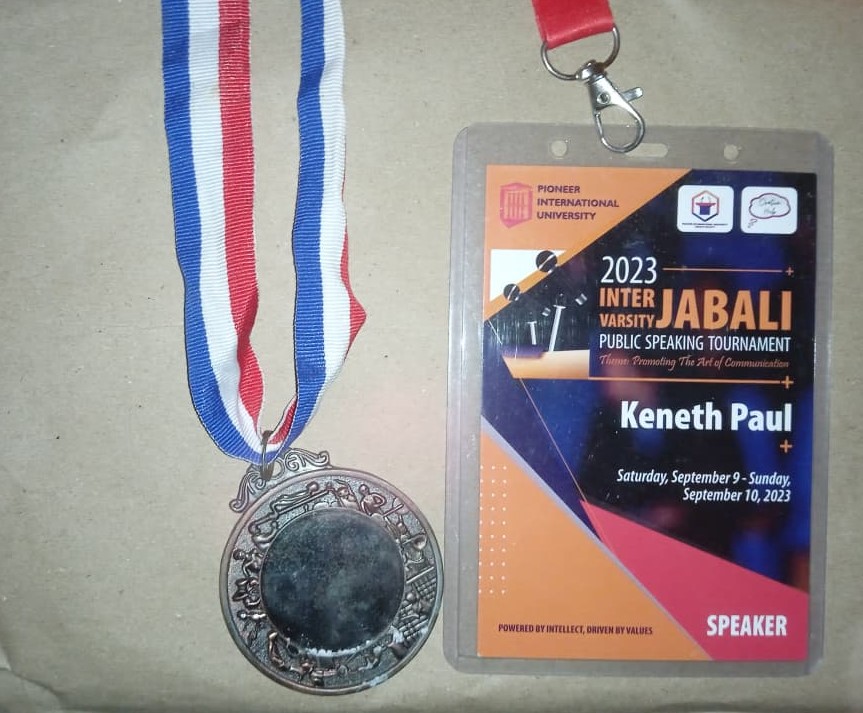 PIONEER
INTERNATIONAL
UNIVERSITY
2023
INTER
VARSITY JABALI
PUBLIC SPEAKING TOURNAMENT
Theme: Promoting The Art of Communication
Keneth Paul
Saturday, September 9 - Sunday,
September 10, 2023
POWERED BY INTELLECT, DRIVEN BY VALUES
SPEAKER